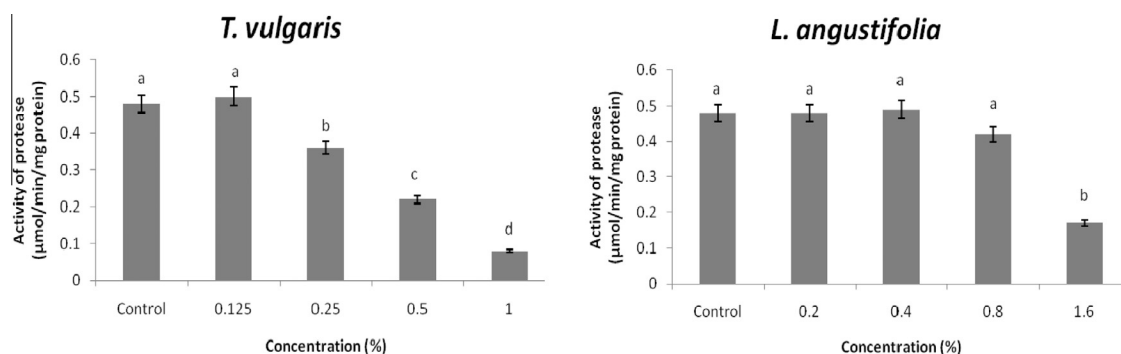 T. vulgaris
Activity of protease
(µmol/min/mg protein)
0.6
0.5
0.4
0.3
0.2
0.1
0
a
a
b
c
d
Control
0.125
0.25
0.5
1
Concentration (%)
L. angustifolia
Activity of protease
(µmol/min/mg protein)
0.6
0.5
0.4
0.3
0.2
0.1
0
a
a
a
a
b
Control
0.2
0.4
0.8
1.6
Concentration (%)